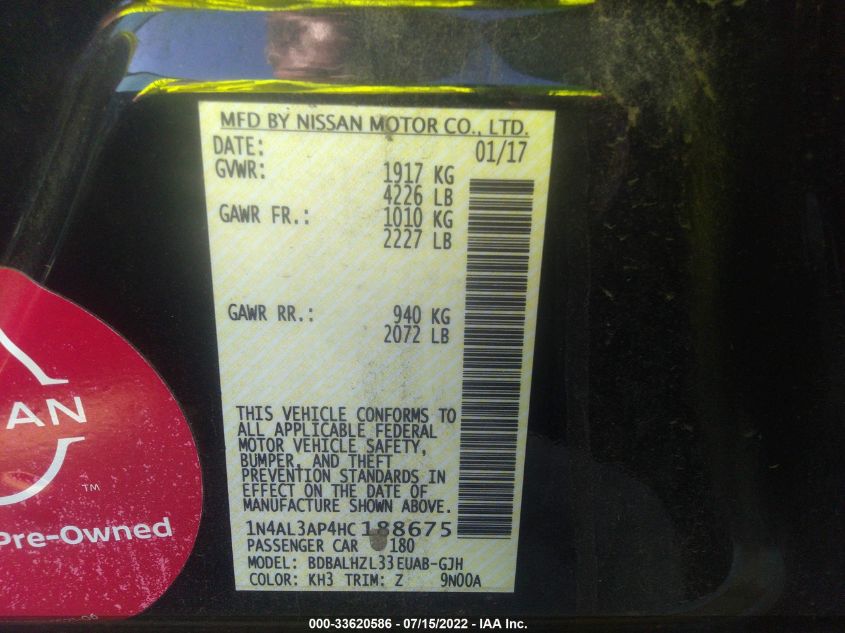 MFD BY NISSAN MOTOR CO., LTD.
DATE: 01/17
GVWR: 1917 KG
4226 LB
GAWR FR.: 1010 KG
2227 LB
GAWR RR.: 940 KG
2072 LB
THIS VEHICLE CONFORMS TO
ALL APPLICABLE FEDERAL
MOTOR VEHICLE SAFETY,
BUMPER, AND THEFT
PREVENTION STANDARDS IN
EFFECT ON THE DATE OF
MANUFACTURE SHOWN ABOVE.
1N4AL3AP4HC188675
PASSENGER CAR 180
MODEL: BDBALHZL33EUAB-GJH
COLOR: KH3 TRIM: Z 9N00A
AN
TM
Pre-Owned
000-33620586 - 07/15/2022 - IAA Inc.